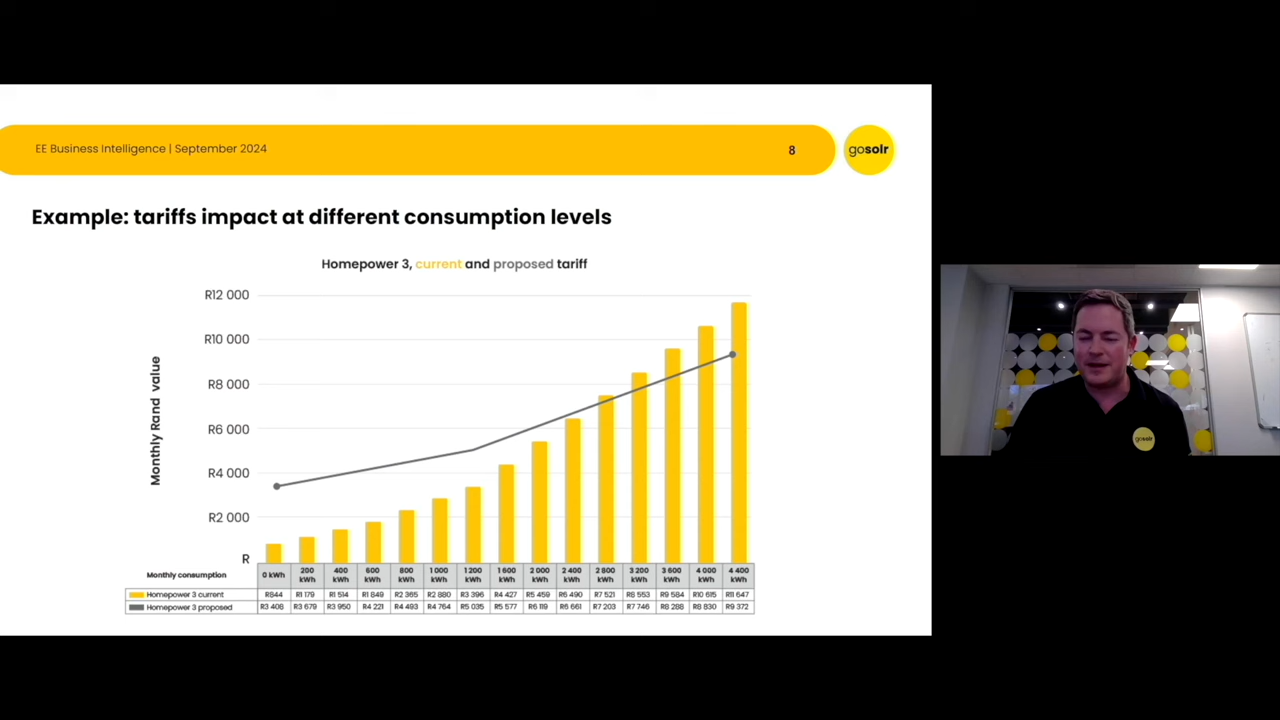 EE Business Intelligence | September 2024
8
gosolr
Example: tariffs impact at different consumption levels
Homepower 3, current and proposed tariff
Monthly Rand value
R12 000
R10 000
R8 000
R6 000
R4 000
R2 000
R
Monthly consumption 0 kWh 200 kWh 400 kWh 600 kWh 800 kWh 1 000 kWh 1 200 kWh 1 600 kWh 2 000 kWh 2 400 kWh 2 800 kWh 3 200 kWh 3 600 kWh 4 000 kWh 4 400 kWh
Homepower 3 current R844 R1 179 R1 514 R1 849 R2 365 R2 880 R3 396 R4 427 R5 459 R6 490 R7 521 R8 553 R9 584 R10 615 R11 647
Homepower 3 proposed R3 408 R3 679 R3 950 R4 221 R4 493 R4 764 R5 035 R5 577 R6 119 R6 661 R7 203 R7 746 R8 288 R8 830 R9 372
gosolr